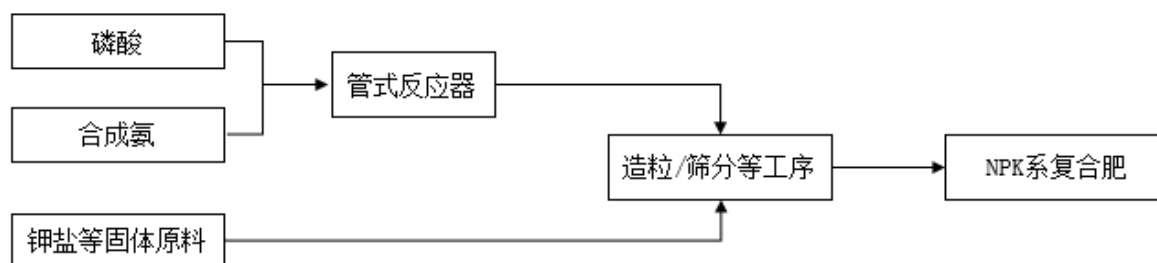 磷酸
管式反应器
合成氨
造粒/筛分等工序
NPK系复合肥
钾盐等固体原料